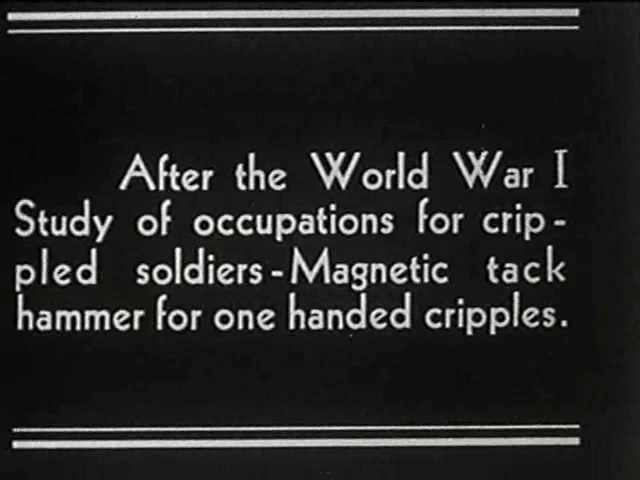 After the World War I
Study of occupations for crip-
pled soldiers-Magnetic tack
hammer for one handed cripples.